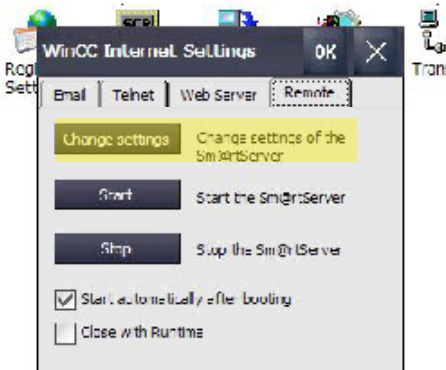 WinCC Internet Settings OK
Email Telnet Web Server Remote
Change settings Change settings of the
Sm@rtServer
Start Start the Sm@rtServer
Stop Stop the Sm@rtServer
Start automatically after booting
Close with Runtime